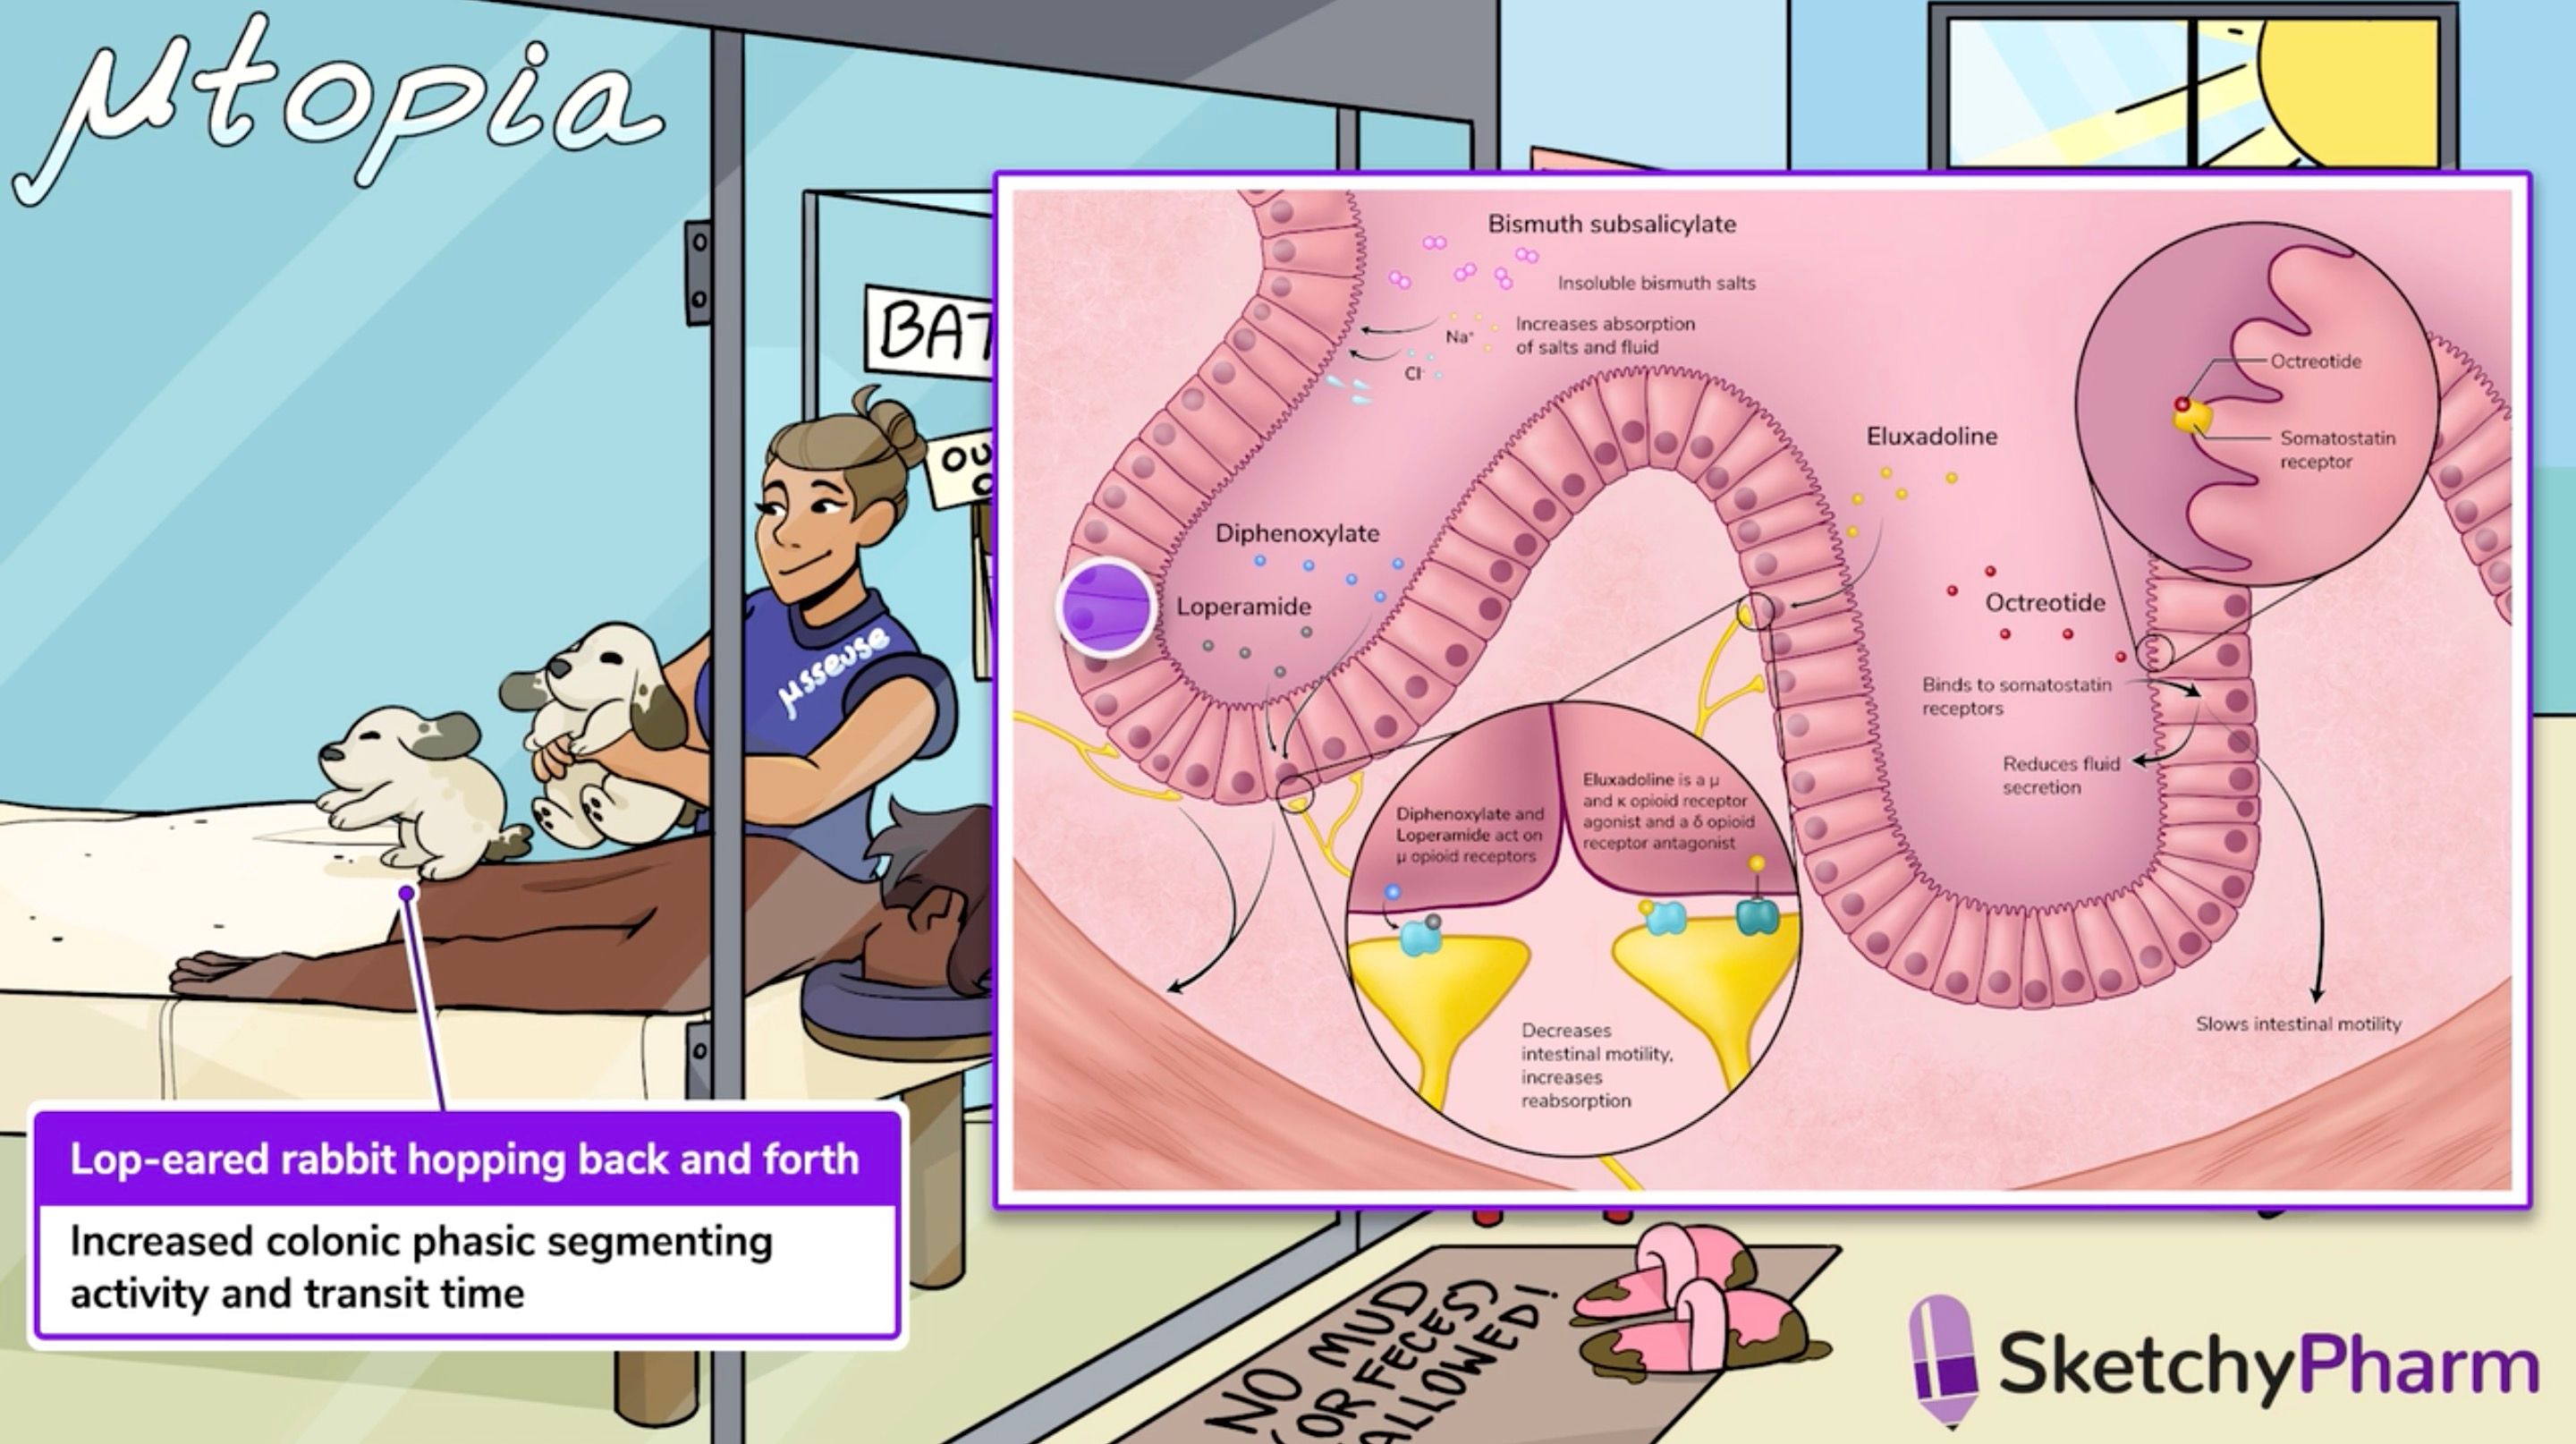 μtopia
BAT
OU
O
μsseuse
Bismuth subsalicylate
Insoluble bismuth salts
Increases absorption
of salts and fluid
Na⁺
Cl⁻
Diphenoxylate
Loperamide
Eluxadoline
Octreotide
Somatostatin
receptor
Octreotide
Binds to somatostatin
receptors
Reduces fluid
secretion
Slows intestinal motility
Diphenoxylate and
Loperamide act on
μ opioid receptors
Eluxadoline is a μ
and κ opioid receptor
agonist and a δ opioid
receptor antagonist
Decreases
intestinal motility,
increases
reabsorption
Lop-eared rabbit hopping back and forth
Increased colonic phasic segmenting
activity and transit time
NO MUD
(OR FECES)
ALLOWED!
SketchyPharm